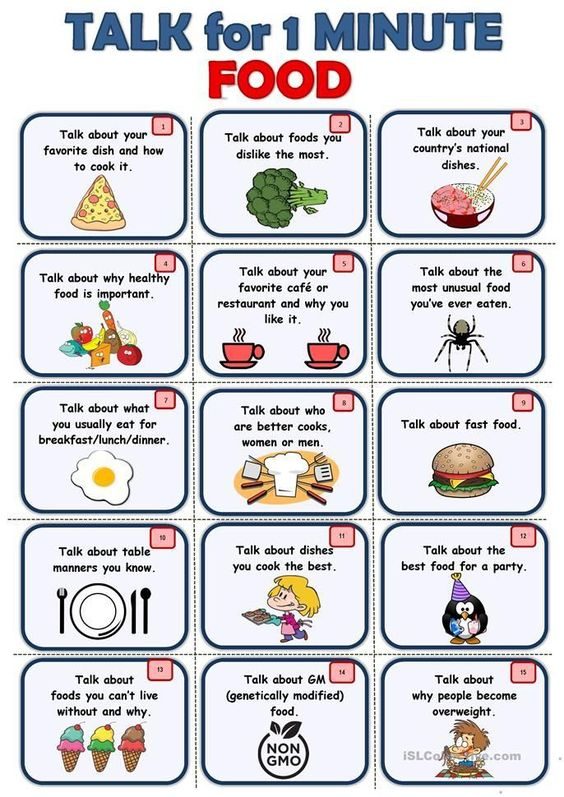 TALK for 1 MINUTE
FOOD
1
Talk about your
favorite dish and how
to cook it.
2
Talk about foods you
dislike the most.
3
Talk about your
country's national
dishes.
4
Talk about why healthy
food is important.
5
Talk about your
favorite café or
restaurant and why you
like it.
6
Talk about the
most unusual food
you've ever eaten.
7
Talk about what
you usually eat for
breakfast/lunch/dinner.
8
Talk about who
are better cooks,
women or men.
9
Talk about fast food.
10
Talk about table
manners you know.
11
Talk about dishes
you cook the best.
12
Talk about the
best food for a party.
13
Talk about
foods you can't live
without and why.
14
Talk about GM
(genetically modified)
food.
NON
GMO
15
Talk about
why people become
overweight.